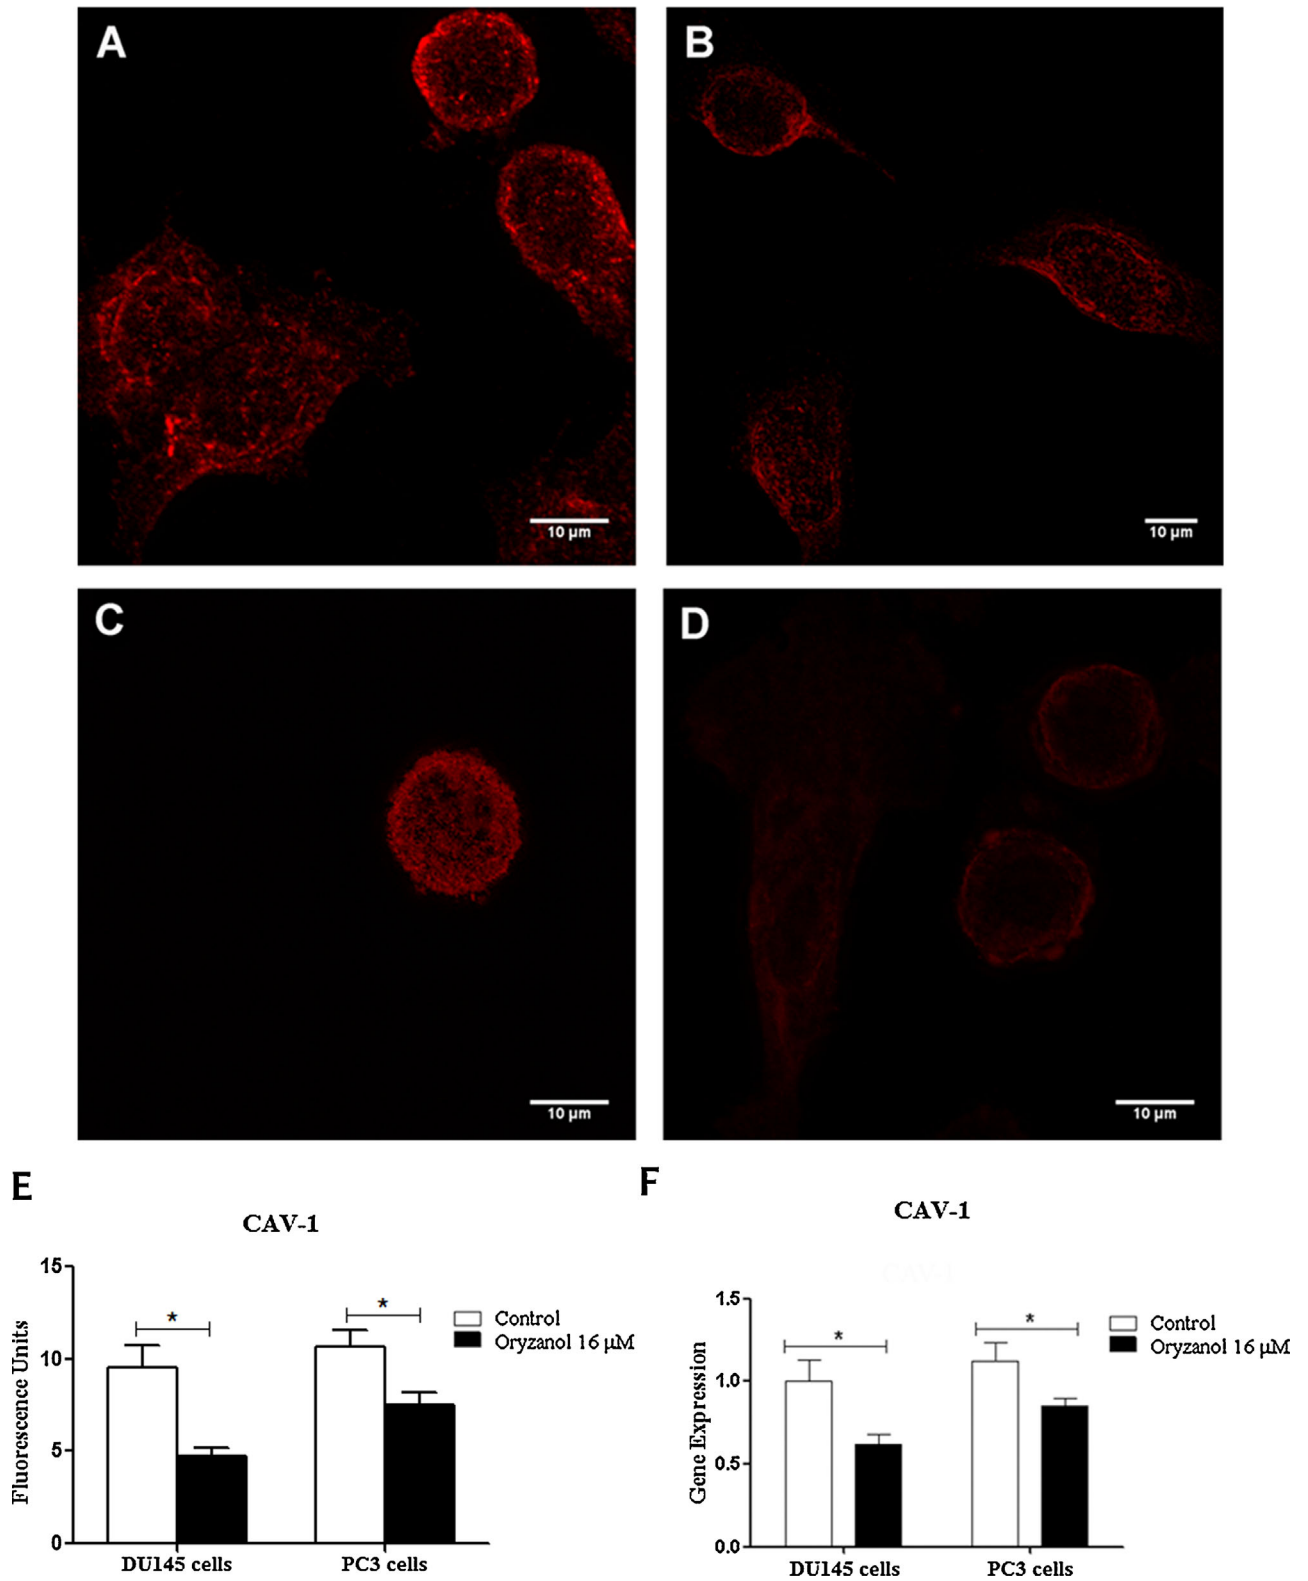 A
B
10 µm
10 µm
C
D
10 µm
10 µm
E
F
CAV-1
15
10
5
0
Fluorescence Units
*
*
Control
Oryzanol 16 µM
DU145 cells
PC3 cells
CAV-1
CAV-1
1.5
1.0
0.5
0.0
Gene Expression
*
*
Control
Oryzanol 16 µM
DU145 cells
PC3 cells